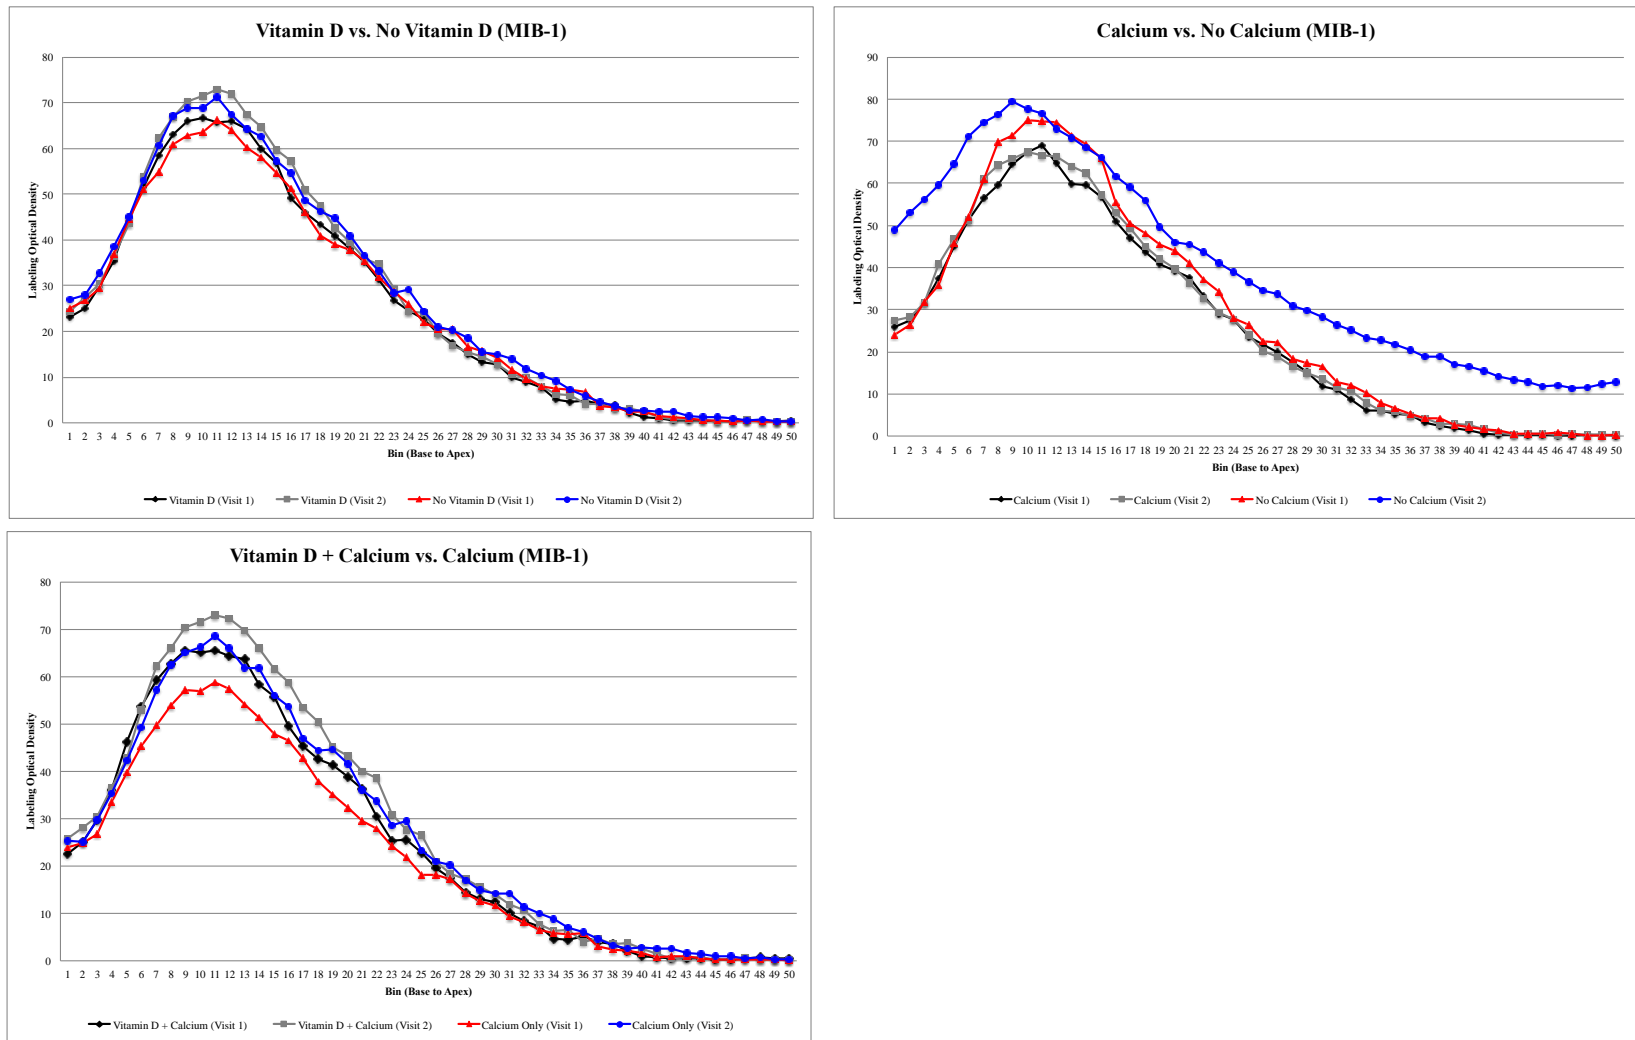 Vitamin D vs. No Vitamin D (MIB-1)
80
70
60
50
40
30
20
10
0
Labeling Optical Density
1 2 3 4 5 6 7 8 9 10 11 12 13 14 15 16 17 18 19 20 21 22 23 24 25 26 27 28 29 30 31 32 33 34 35 36 37 38 39 40 41 42 43 44 45 46 47 48 49 50
Bin (Base to Apex)
Vitamin D (Visit 1) Vitamin D (Visit 2) No Vitamin D (Visit 1) No Vitamin D (Visit 2)
Calcium vs. No Calcium (MIB-1)
90
80
70
60
50
40
30
20
10
0
Labeling Optical Density
1 2 3 4 5 6 7 8 9 10 11 12 13 14 15 16 17 18 19 20 21 22 23 24 25 26 27 28 29 30 31 32 33 34 35 36 37 38 39 40 41 42 43 44 45 46 47 48 49 50
Bin (Base to Apex)
Calcium (Visit 1) Calcium (Visit 2) No Calcium (Visit 1) No Calcium (Visit 2)
Vitamin D + Calcium vs. Calcium (MIB-1)
80
70
60
50
40
30
20
10
0
Labeling Optical Density
1 2 3 4 5 6 7 8 9 10 11 12 13 14 15 16 17 18 19 20 21 22 23 24 25 26 27 28 29 30 31 32 33 34 35 36 37 38 39 40 41 42 43 44 45 46 47 48 49 50
Bin (Base to Apex)
Vitamin D + Calcium (Visit 1) Vitamin D + Calcium (Visit 2) Calcium Only (Visit 1) Calcium Only (Visit 2)